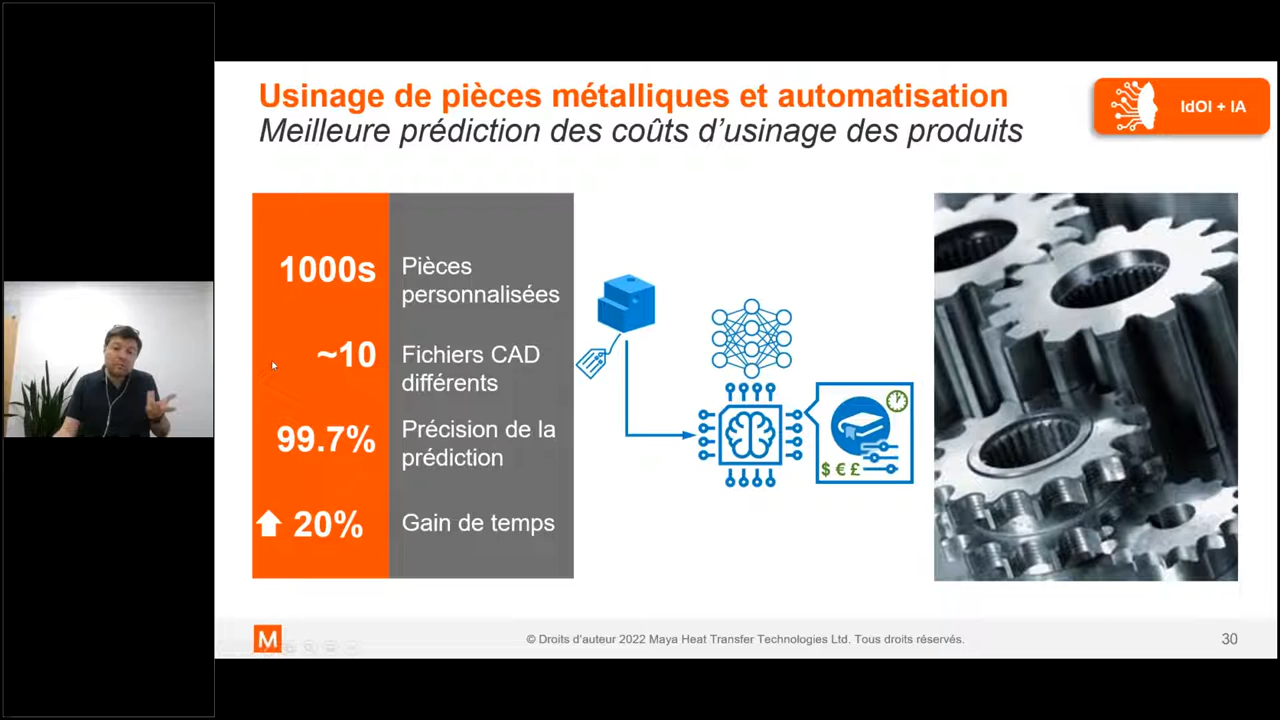 Usinage de pièces métalliques et automatisation
Meilleure prédiction des coûts d’usinage des produits
IdOI + IA
1000s
Pièces
personnalisées
~10
Fichiers CAD
différents
99.7%
Précision de la
prédiction
20%
Gain de temps
$ € £
M
© Droits d’auteur 2022 Maya Heat Transfer Technologies Ltd. Tous droits réservés.
30